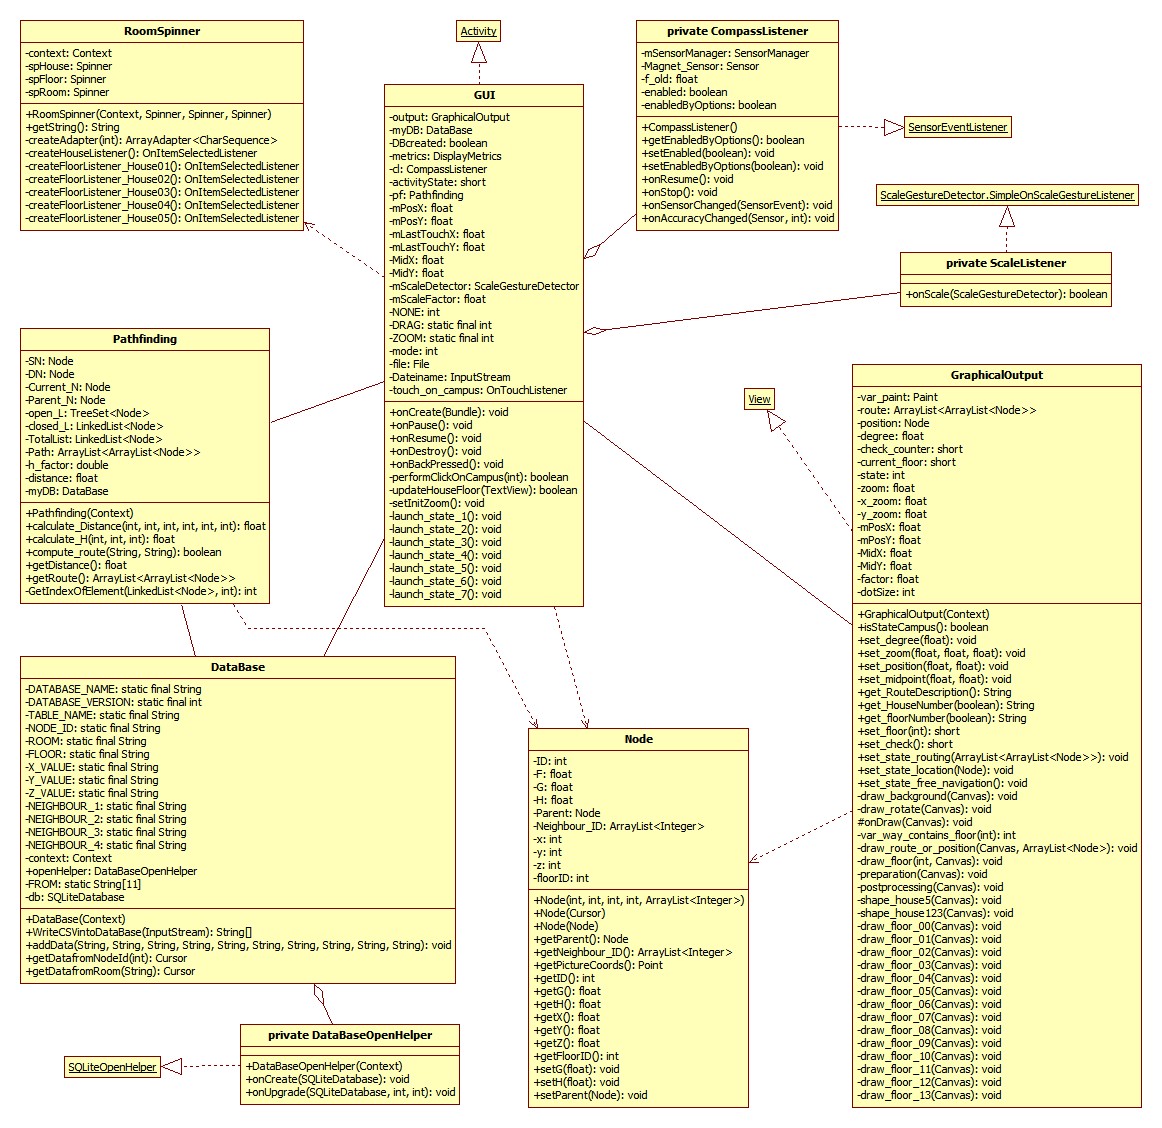 RoomSpinner
-context: Context
-spHouse: Spinner
-spFloor: Spinner
-spRoom: Spinner
+RoomSpinner(Context, Spinner, Spinner, Spinner)
+getString(): String
-createAdapter(int): ArrayAdapter<CharSequence>
-createHouseListener(): OnItemSelectedListener
-createFloorListener_House01(): OnItemSelectedListener
-createFloorListener_House02(): OnItemSelectedListener
-createFloorListener_House03(): OnItemSelectedListener
-createFloorListener_House04(): OnItemSelectedListener
-createFloorListener_House05(): OnItemSelectedListener
Activity
GUI
-output: GraphicalOutput
-myDB: DataBase
-DBcreated: boolean
-metrics: DisplayMetrics
-cl: CompassListener
-activityState: short
-pf: Pathfinding
-mPosX: float
-mPosY: float
-mLastTouchX: float
-mLastTouchY: float
-MidX: float
-MidY: float
-mScaleDetector: ScaleGestureDetector
-mScaleFactor: float
-NONE: int
-DRAG: static final int
-ZOOM: static final int
-mode: int
-file: File
-Dateiname: InputStream
-touch_on_campus: OnTouchListener
+onCreate(Bundle): void
+onPause(): void
+onResume(): void
+onDestroy(): void
+onBackPressed(): void
-performClickOnCampus(int): boolean
-updateHouseFloor(TextView): boolean
-setInitZoom(): void
-launch_state_1(): void
-launch_state_2(): void
-launch_state_3(): void
-launch_state_4(): void
-launch_state_5(): void
-launch_state_6(): void
-launch_state_7(): void
private CompassListener
-mSensorManager: SensorManager
-Magnet_Sensor: Sensor
-f_old: float
-enabled: boolean
-enabledByOptions: boolean
+CompassListener()
+getEnabledByOptions(): boolean
+setEnabled(boolean): void
+setEnabledByOptions(boolean): void
+onResume(): void
+onStop(): void
+onSensorChanged(SensorEvent): void
+onAccuracyChanged(Sensor, int): void
SensorEventListener
ScaleGestureDetector.SimpleOnScaleGestureListener
private ScaleListener
+onScale(ScaleGestureDetector): boolean
Pathfinding
-SN: Node
-DN: Node
-Current_N: Node
-Parent_N: Node
-open_L: TreeSet<Node>
-closed_L: LinkedList<Node>
-TotalList: LinkedList<Node>
-Path: ArrayList<ArrayList<Node>>
-h_factor: double
-distance: float
-myDB: DataBase
+Pathfinding(Context)
+calculate_Distance(int, int, int, int, int, int): float
+calculate_H(int, int, int): float
+compute_route(String, String): boolean
+getDistance(): float
+getRoute(): ArrayList<ArrayList<Node>>
-GetIndexOfElement(LinkedList<Node>, int): int
View
GraphicalOutput
-var_paint: Paint
-route: ArrayList<ArrayList<Node>>
-position: Node
-degree: float
-check_counter: short
-current_floor: short
-state: int
-zoom: float
-x_zoom: float
-y_zoom: float
-mPosX: float
-mPosY: float
-MidX: float
-MidY: float
-factor: float
-dotSize: int
+GraphicalOutput(Context)
+isStateCampus(): boolean
+set_degree(float): void
+set_zoom(float, float, float): void
+set_position(float, float): void
+set_midpoint(float, float): void
+get_RouteDescription(): String
+get_HouseNumber(boolean): String
+get_floorNumber(boolean): String
+set_floor(int): short
+set_check(): short
+set_state_routing(ArrayList<ArrayList<Node>>): void
+set_state_location(Node): void
+set_state_free_navigation(): void
-draw_background(Canvas): void
-draw_rotate(Canvas): void
#onDraw(Canvas): void
-var_way_contains_floor(int): int
-draw_route_or_position(Canvas, ArrayList<Node>): void
-draw_floor(int, Canvas): void
-preparation(Canvas): void
-postprocessing(Canvas): void
-shape_house5(Canvas): void
-shape_house123(Canvas): void
-draw_floor_00(Canvas): void
-draw_floor_01(Canvas): void
-draw_floor_02(Canvas): void
-draw_floor_03(Canvas): void
-draw_floor_04(Canvas): void
-draw_floor_05(Canvas): void
-draw_floor_06(Canvas): void
-draw_floor_07(Canvas): void
-draw_floor_08(Canvas): void
-draw_floor_09(Canvas): void
-draw_floor_10(Canvas): void
-draw_floor_11(Canvas): void
-draw_floor_12(Canvas): void
-draw_floor_13(Canvas): void
DataBase
-DATABASE_NAME: static final String
-DATABASE_VERSION: static final int
-TABLE_NAME: static final String
-NODE_ID: static final String
-ROOM: static final String
-FLOOR: static final String
-X_VALUE: static final String
-Y_VALUE: static final String
-Z_VALUE: static final String
-NEIGHBOUR_1: static final String
-NEIGHBOUR_2: static final String
-NEIGHBOUR_3: static final String
-NEIGHBOUR_4: static final String
-context: Context
+openHelper: DataBaseOpenHelper
-FROM: static String[11]
-db: SQLiteDatabase
+DataBase(Context)
+WriteCSVintoDataBase(InputStream): String[]
+addData(String, String, String, String, String, String, String, String, String): void
+getDatafromNodeId(int): Cursor
+getDatafromRoom(String): Cursor
Node
-ID: int
-F: float
-G: float
-H: float
-Parent: Node
-Neighbour_ID: ArrayList<Integer>
-x: int
-y: int
-z: int
-floorID: int
+Node(int, int, int, int, ArrayList<Integer>)
+Node(Cursor)
+Node(Node)
+getParent(): Node
+getNeighbour_ID(): ArrayList<Integer>
+getPictureCoords(): Point
+getID(): int
+getG(): float
+getH(): float
+getX(): float
+getY(): float
+getZ(): float
+getFloorID(): int
+setG(float): void
+setH(float): void
+setParent(Node): void
private DataBaseOpenHelper
+DataBaseOpenHelper(Context)
+onCreate(SQLiteDatabase): void
+onUpgrade(SQLiteDatabase, int, int): void
SQLiteOpenHelper